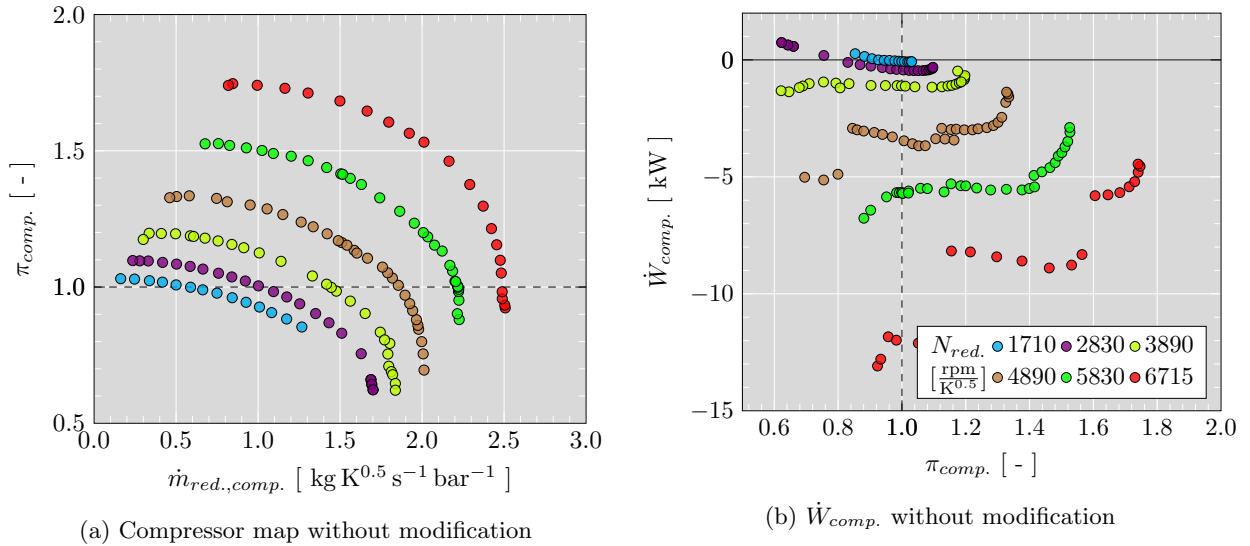 2.0
1.5
1.0
0.5
π_comp. [ - ]
0.0 0.5 1.0 1.5 2.0 2.5 3.0
ṁ_red.,comp. [ kg K^0.5 s^−1 bar^−1 ]
(a) Compressor map without modification
0
−5
−10
−15
Ẇ_comp. [ kW ]
N_red. 1710 2830 3890
[rpm/K^0.5] 4890 5830 6715
0.6 0.8 1.0 1.2 1.4 1.6 1.8 2.0
π_comp. [ - ]
(b) Ẇ_comp. without modification